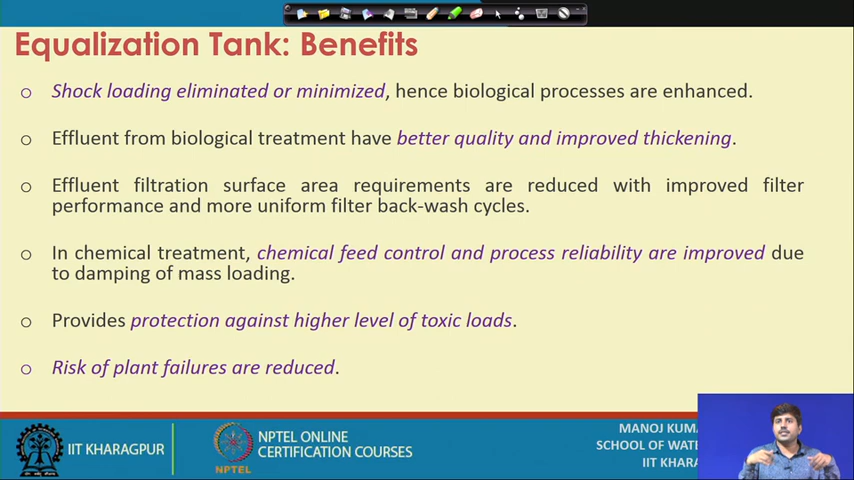 Equalization Tank: Benefits
o Shock loading eliminated or minimized, hence biological processes are enhanced.
o Effluent from biological treatment have better quality and improved thickening.
o Effluent filtration surface area requirements are reduced with improved filter
performance and more uniform filter back-wash cycles.
o In chemical treatment, chemical feed control and process reliability are improved due
to damping of mass loading.
o Provides protection against higher level of toxic loads.
o Risk of plant failures are reduced.
IIT KHARAGPUR
NPTEL
NPTEL ONLINE
CERTIFICATION COURSES
MANOJ
SCHOOL OF
IIT